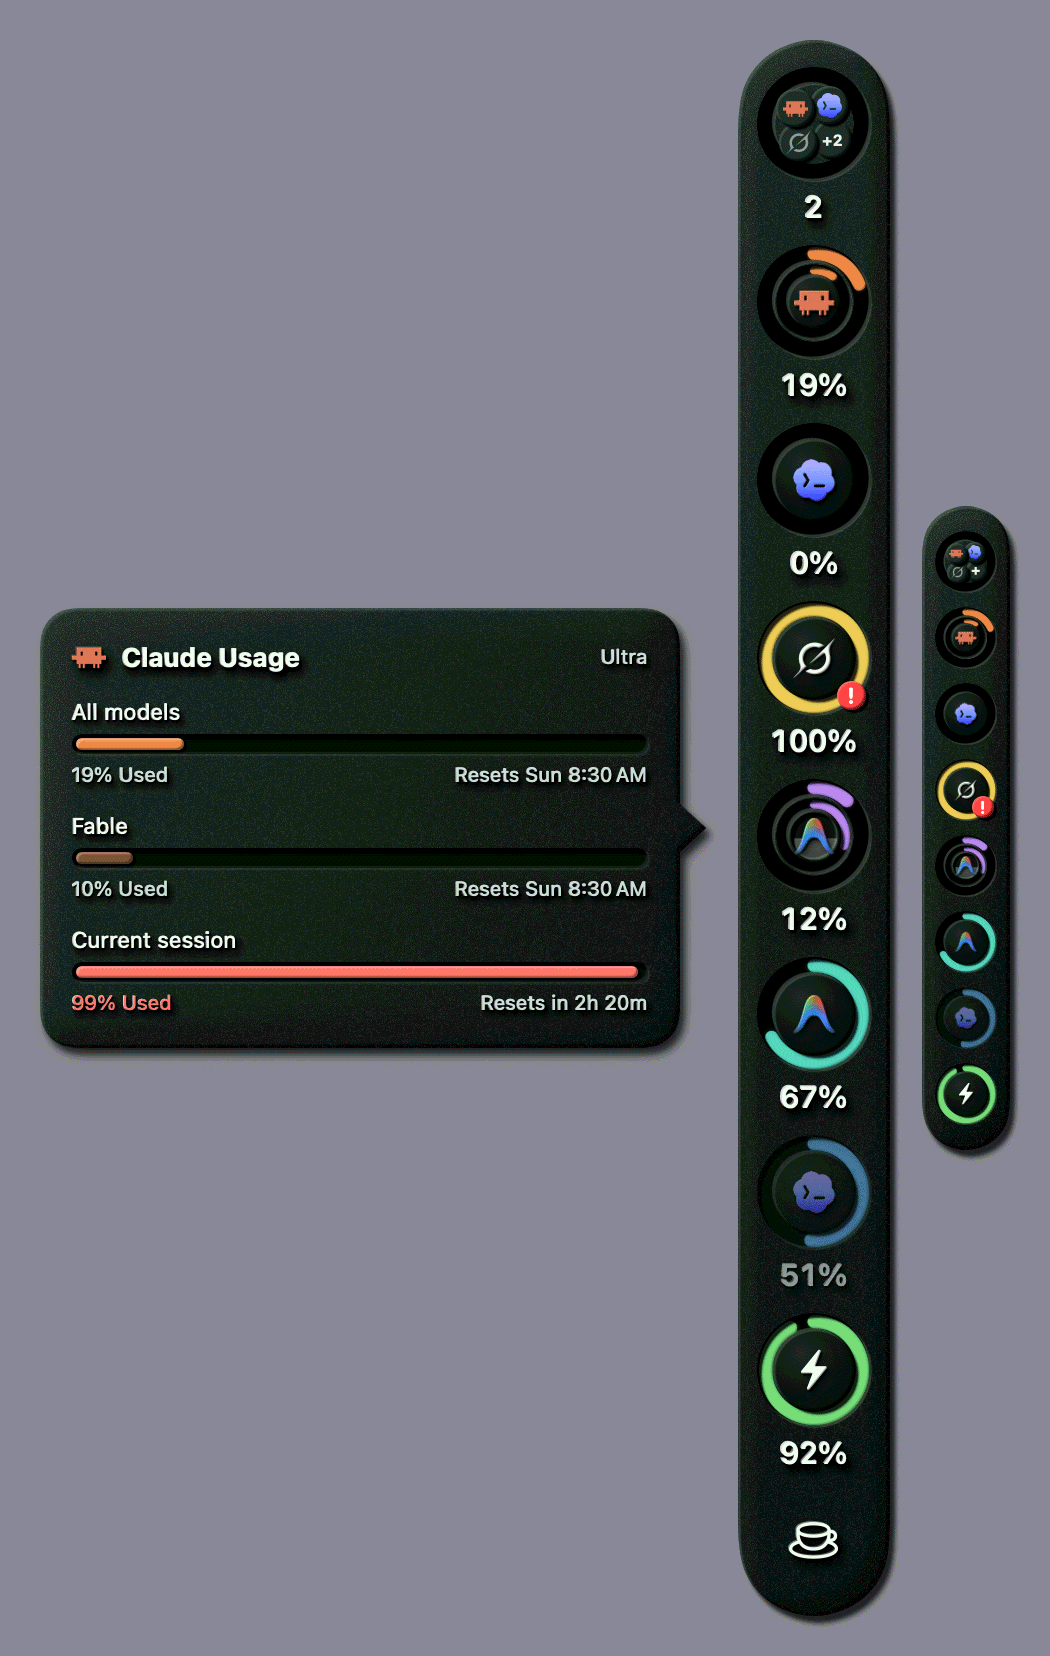 +2
2
19%
0%
!
100%
12%
67%
51%
92%
Claude Usage
Ultra
All models
19% Used
Resets Sun 8:30 AM
Fable
10% Used
Resets Sun 8:30 AM
Current session
99% Used
Resets in 2h 20m
+
!